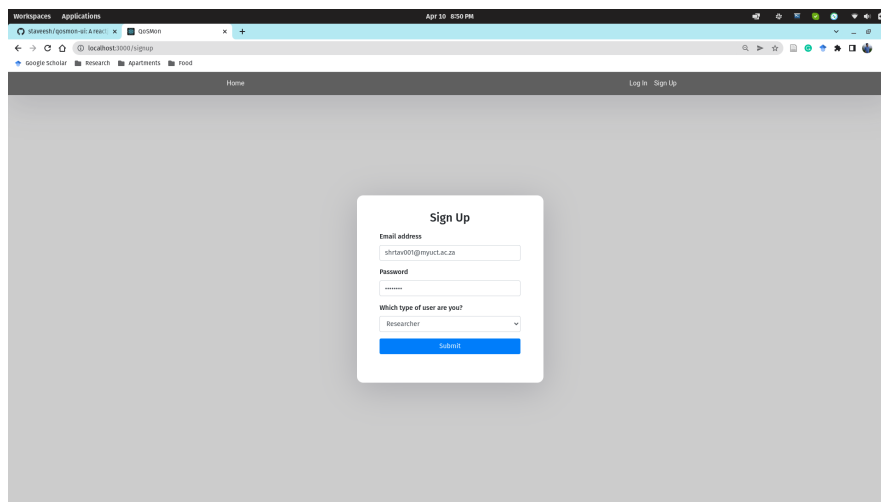 Workspaces Applications Apr 10 8:50 PM
staveesh/qosmon-ui: A react QoSMon
localhost:3000/signup
Google Scholar Research Apartments Food
Home Log In Sign Up
Sign Up
Email address
shrtav001@myuct.ac.za
Password
••••••••
Which type of user are you?
Researcher
Submit